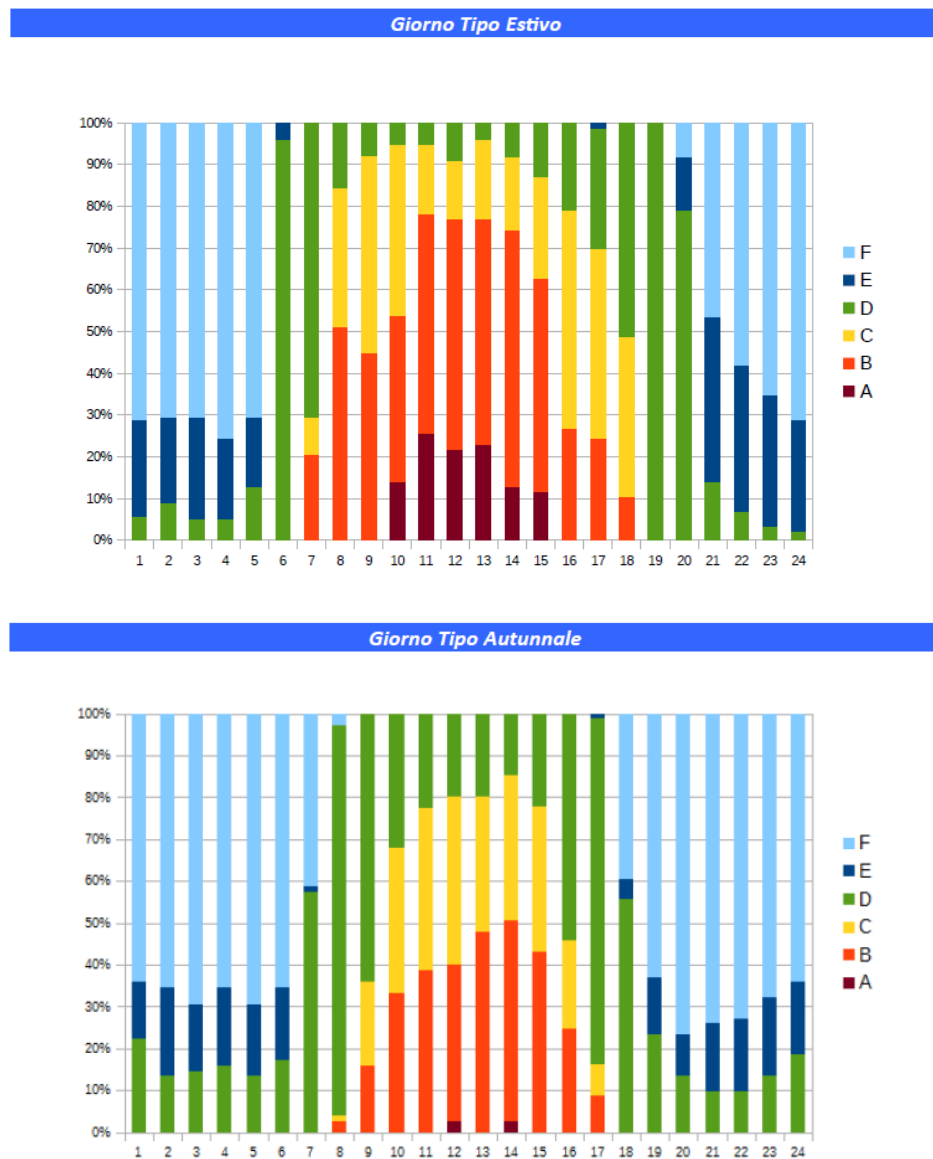 Giorno Tipo Estivo
100%
90%
80%
70%
60%
50%
40%
30%
20%
10%
0%
1 2 3 4 5 6 7 8 9 10 11 12 13 14 15 16 17 18 19 20 21 22 23 24
F
E
D
C
B
A
Giorno Tipo Autunnale
100%
90%
80%
70%
60%
50%
40%
30%
20%
10%
0%
1 2 3 4 5 6 7 8 9 10 11 12 13 14 15 16 17 18 19 20 21 22 23 24
F
E
D
C
B
A